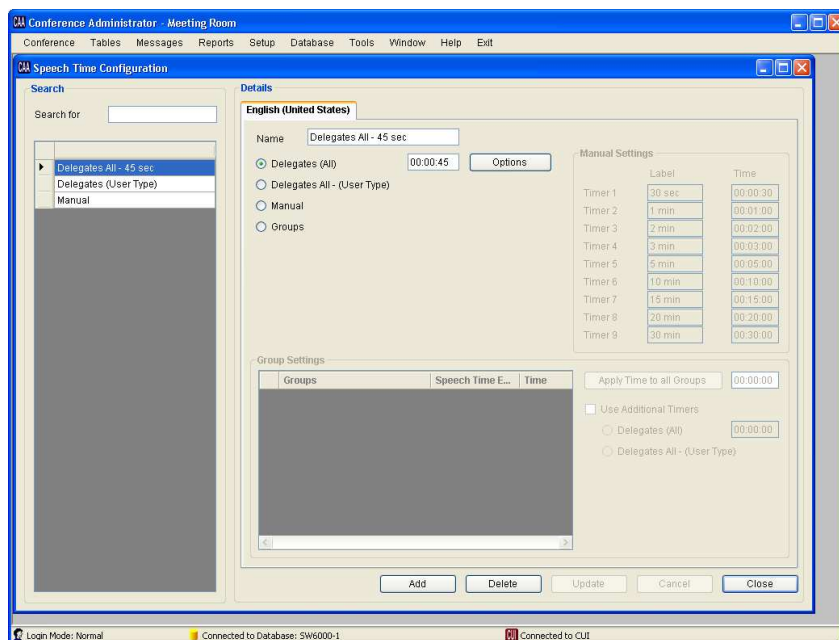 CAA Conference Administrator - Meeting Room
Conference Tables Messages Reports Setup Database Tools Window Help Exit
CAA Speech Time Configuration
Search
Search for
Delegates All - 45 sec
Delegates (User Type)
Manual
Details
English (United States)
Name Delegates All - 45 sec
Delegates (All) 00:00:45 Options
Delegates All - (User Type)
Manual
Groups
Manual Settings
Label Time
Timer 1 30 sec 00:00:30
Timer 2 1 min 00:01:00
Timer 3 2 min 00:02:00
Timer 4 3 min 00:03:00
Timer 5 5 min 00:05:00
Timer 6 10 min 00:10:00
Timer 7 15 min 00:15:00
Timer 8 20 min 00:20:00
Timer 9 30 min 00:30:00
Group Settings
Groups Speech Time E... Time
Apply Time to all Groups 00:00:00
Use Additional Timers
Delegates (All) 00:00:00
Delegates All - (User Type)
Add Delete Update Cancel Close
Login Mode: Normal Connected to Database: SW6000-1 CUI Connected to CUI